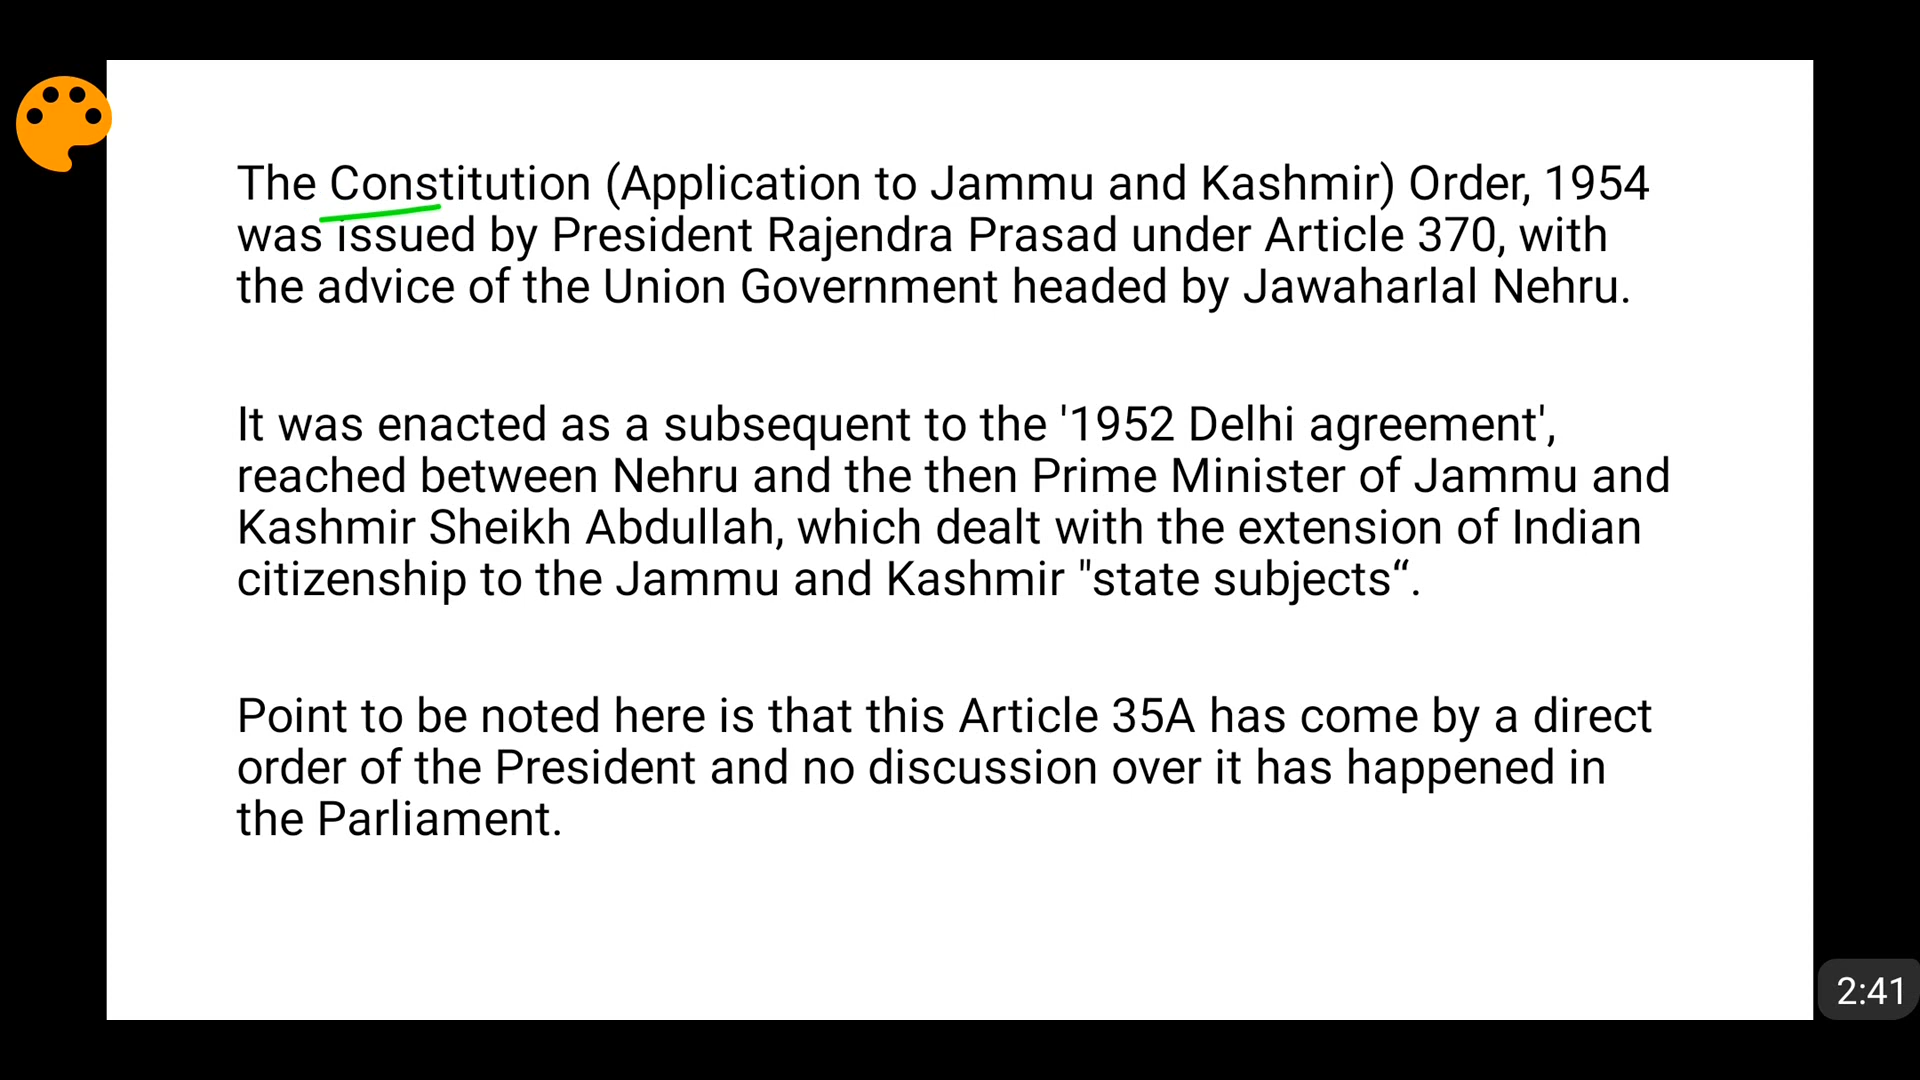 The Constitution (Application to Jammu and Kashmir) Order, 1954
was issued by President Rajendra Prasad under Article 370, with
the advice of the Union Government headed by Jawaharlal Nehru.
It was enacted as a subsequent to the '1952 Delhi agreement',
reached between Nehru and the then Prime Minister of Jammu and
Kashmir Sheikh Abdullah, which dealt with the extension of Indian
citizenship to the Jammu and Kashmir "state subjects“.
Point to be noted here is that this Article 35A has come by a direct
order of the President and no discussion over it has happened in
the Parliament.
2:41